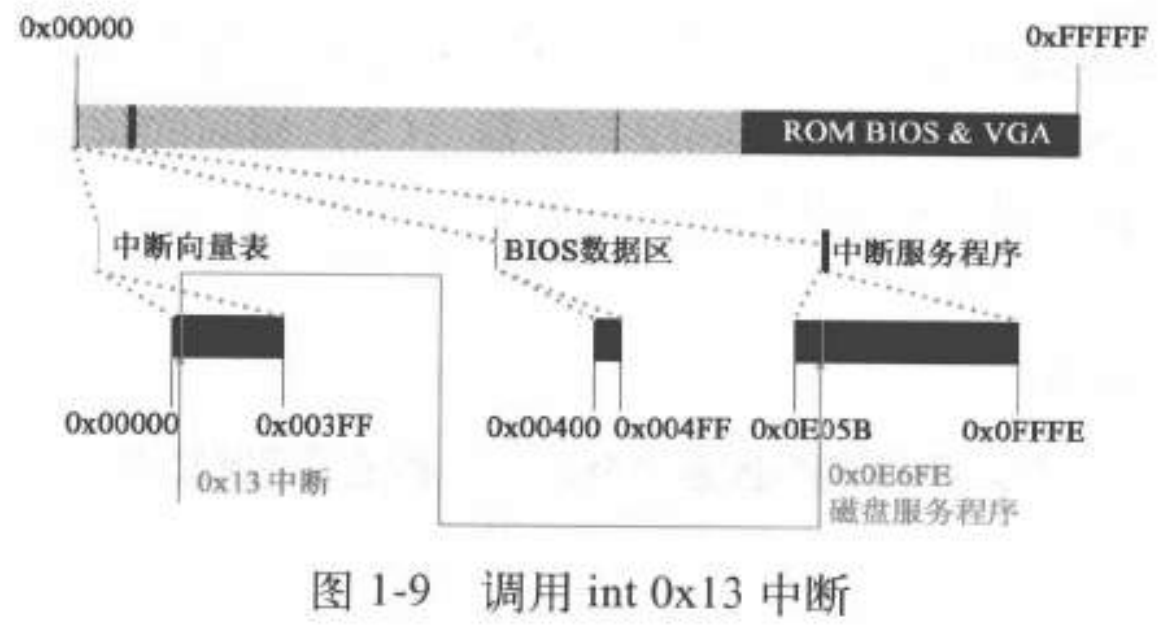 0x00000
0xFFFFF
ROM BIOS & VGA
中断向量表
BIOS数据区
中断服务程序
0x00000
0x003FF
0x00400
0x004FF
0x0E05B
0x0FFFE
0x13 中断
0x0E6FE
磁盘服务程序
图 1-9 调用 int 0x13 中断